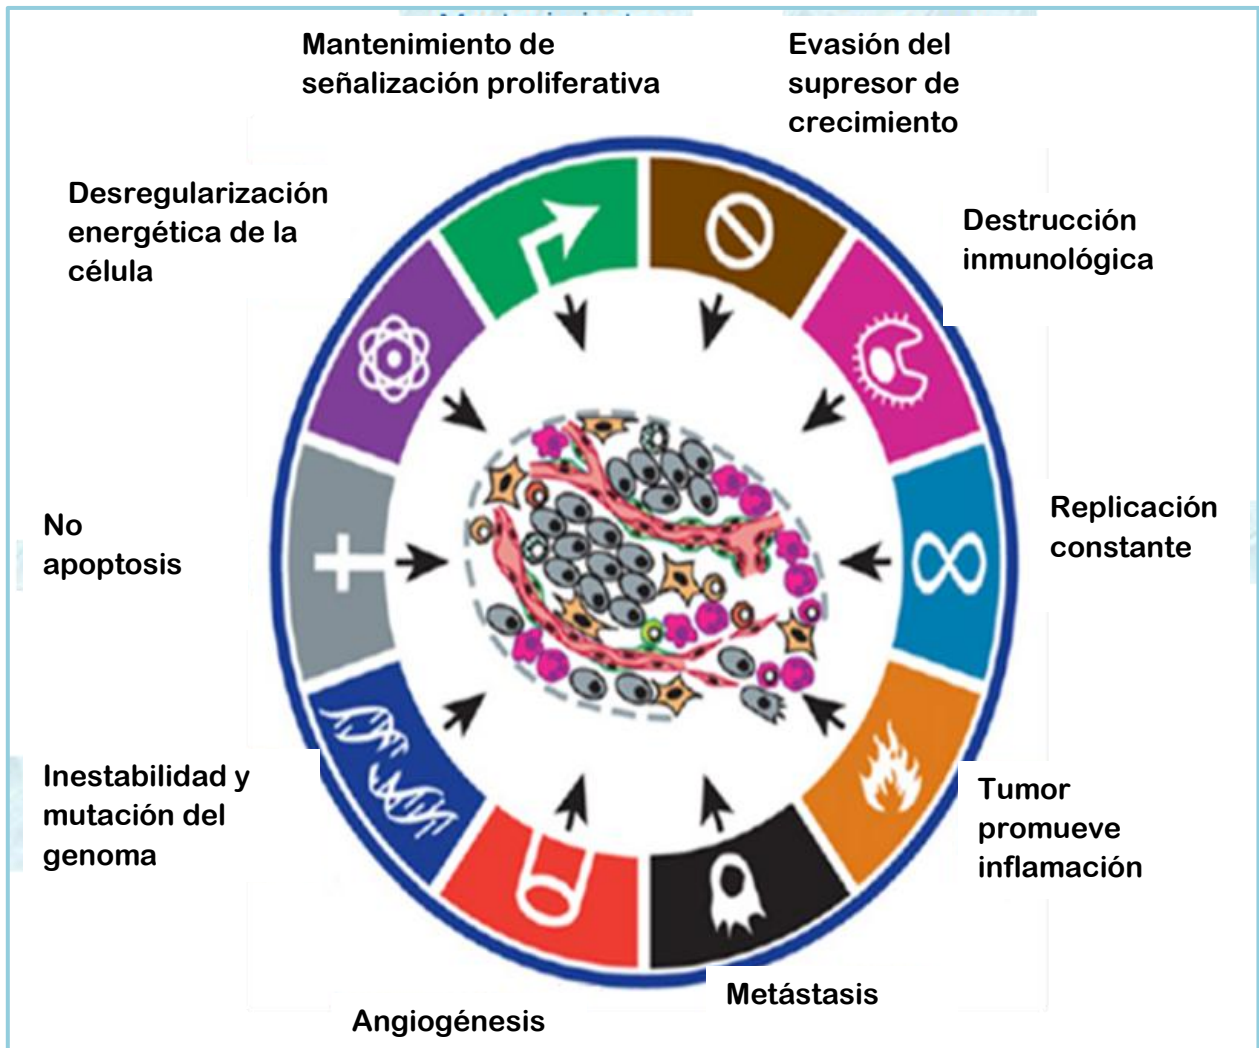 Mantenimiento de
señalización proliferativa
Evasión del
supresor de
crecimiento
Desregularización
energética de la
célula
Destrucción
inmunológica
No
apoptosis
Replicación
constante
Inestabilidad y
mutación del
genoma
Tumor
promueve
inflamación
Metástasis
Angiogénesis